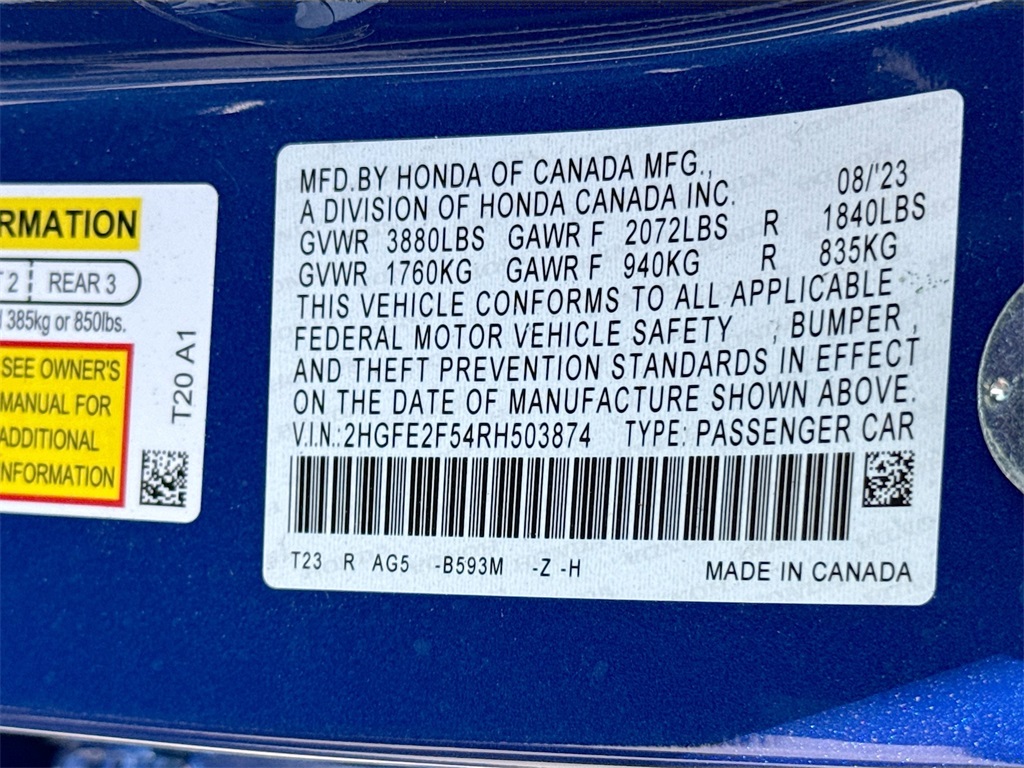 RMATION
T 2 REAR 3
385kg or 850lbs.
SEE OWNER'S
MANUAL FOR
ADDITIONAL
INFORMATION
T20 A1
MFD.BY HONDA OF CANADA MFG.,
A DIVISION OF HONDA CANADA INC. 08/'23
GVWR 3880LBS GAWR F 2072LBS R 1840LBS
GVWR 1760KG GAWR F 940KG R 835KG
THIS VEHICLE CONFORMS TO ALL APPLICABLE
FEDERAL MOTOR VEHICLE SAFETY , BUMPER ,
AND THEFT PREVENTION STANDARDS IN EFFECT
ON THE DATE OF MANUFACTURE SHOWN ABOVE.
V.I.N.:2HGFE2F54RH503874 TYPE: PASSENGER CAR
T23 R AG5 -B593M -Z -H MADE IN CANADA